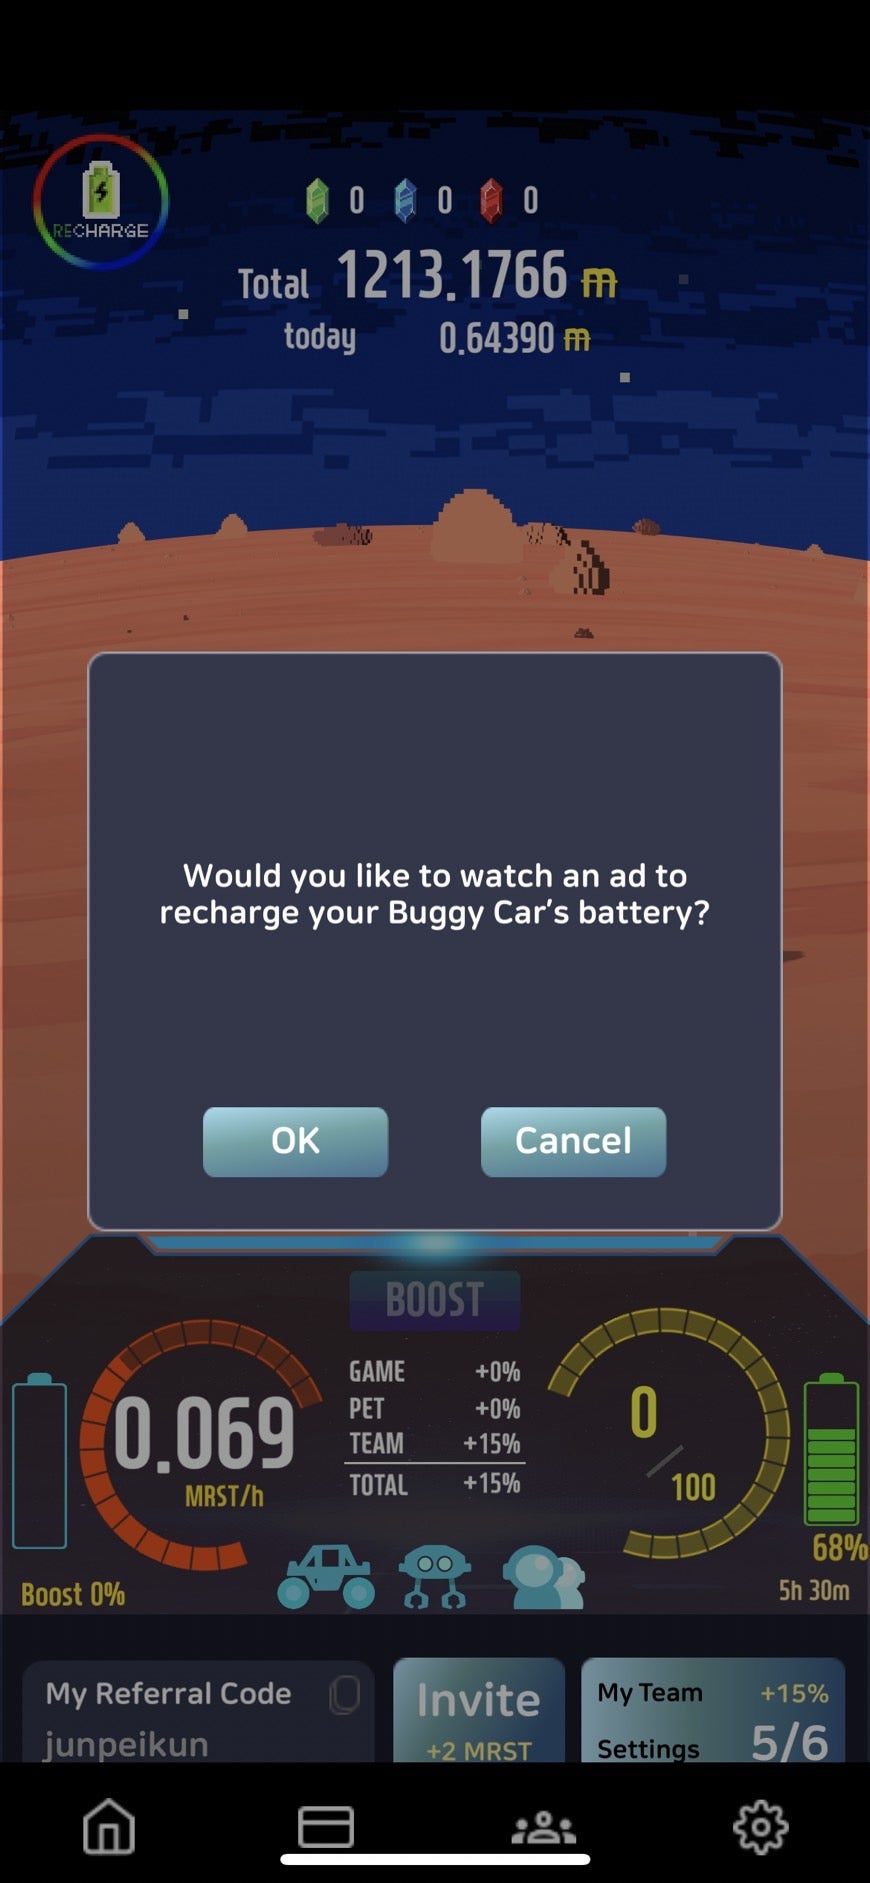 RECHARGE
0 0 0
Total 1213.1766 m
today 0.64390 m
Would you like to watch an ad to
recharge your Buggy Car's battery?
OK Cancel
BOOST
GAME +0%
PET +0%
TEAM +15%
TOTAL +15%
0.069
MRST/h
0
100
Boost 0%
68%
5h 30m
My Referral Code
junpeikun
Invite
+2 MRST
My Team +15%
Settings 5/6